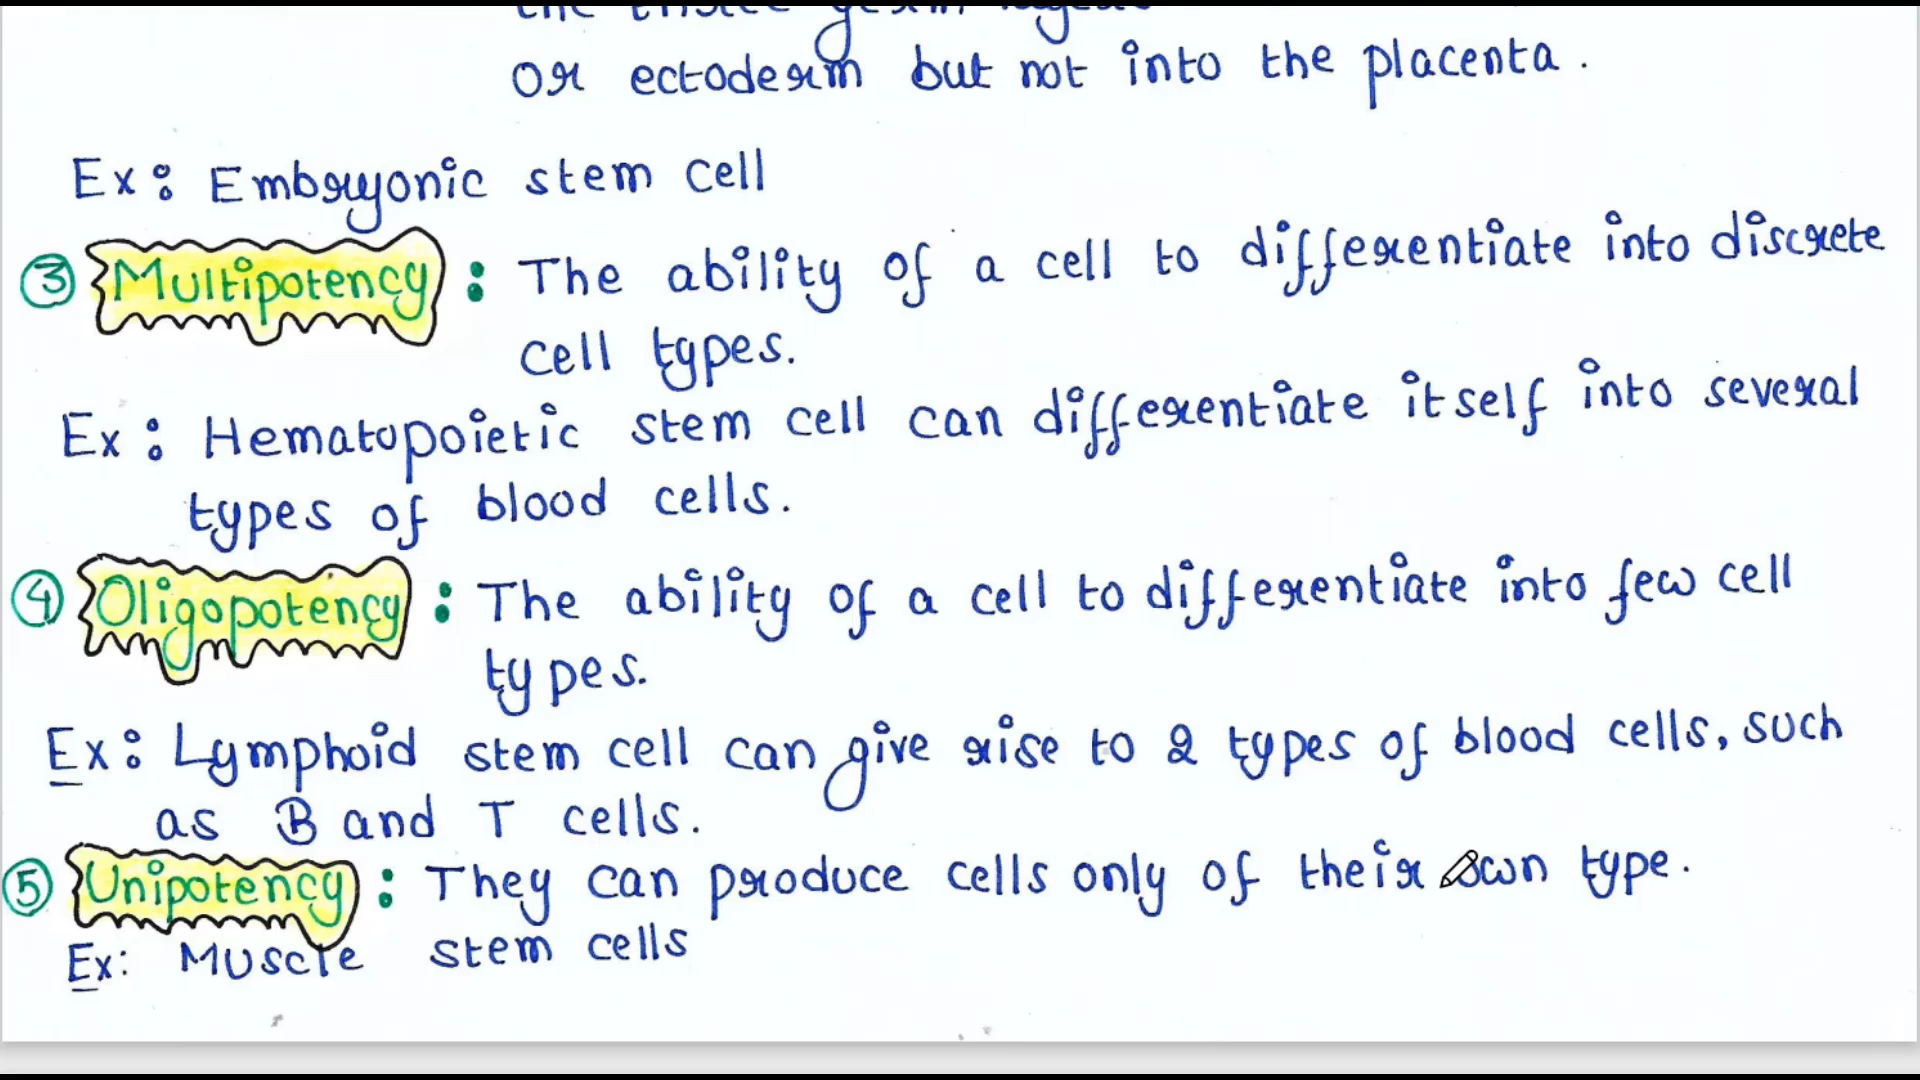 or ectoderm but not into the placenta.
Ex: Embryonic stem cell
③ Multipotency : The ability of a cell to differentiate into discrete
cell types.
Ex: Hematopoietic stem cell can differentiate itself into several
types of blood cells.
④ Oligopotency : The ability of a cell to differentiate into few cell
types.
Ex: Lymphoid stem cell can give rise to 2 types of blood cells, such
as B and T cells.
⑤ Unipotency : They can produce cells only of their own type.
Ex: Muscle stem cells